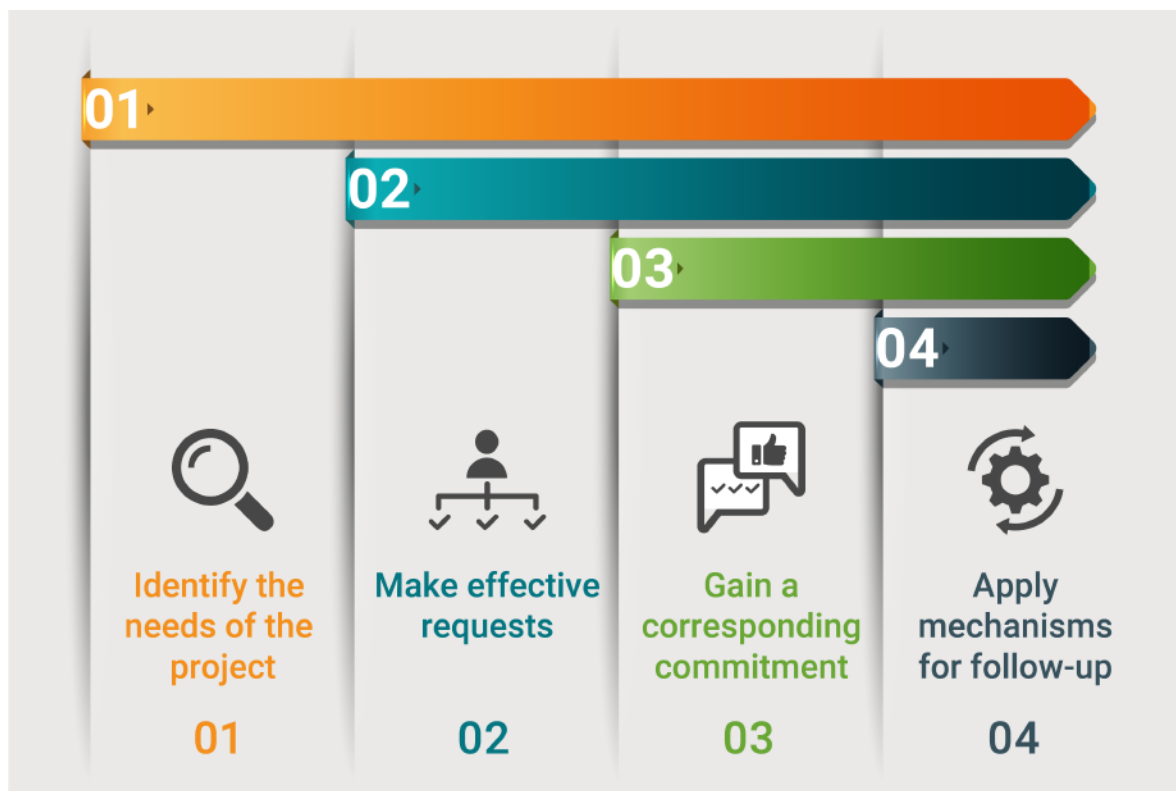 01
02
03
04
Identify the
needs of the
project
01
Make effective
requests
02
Gain a
corresponding
commitment
03
Apply
mechanisms
for follow-up
04